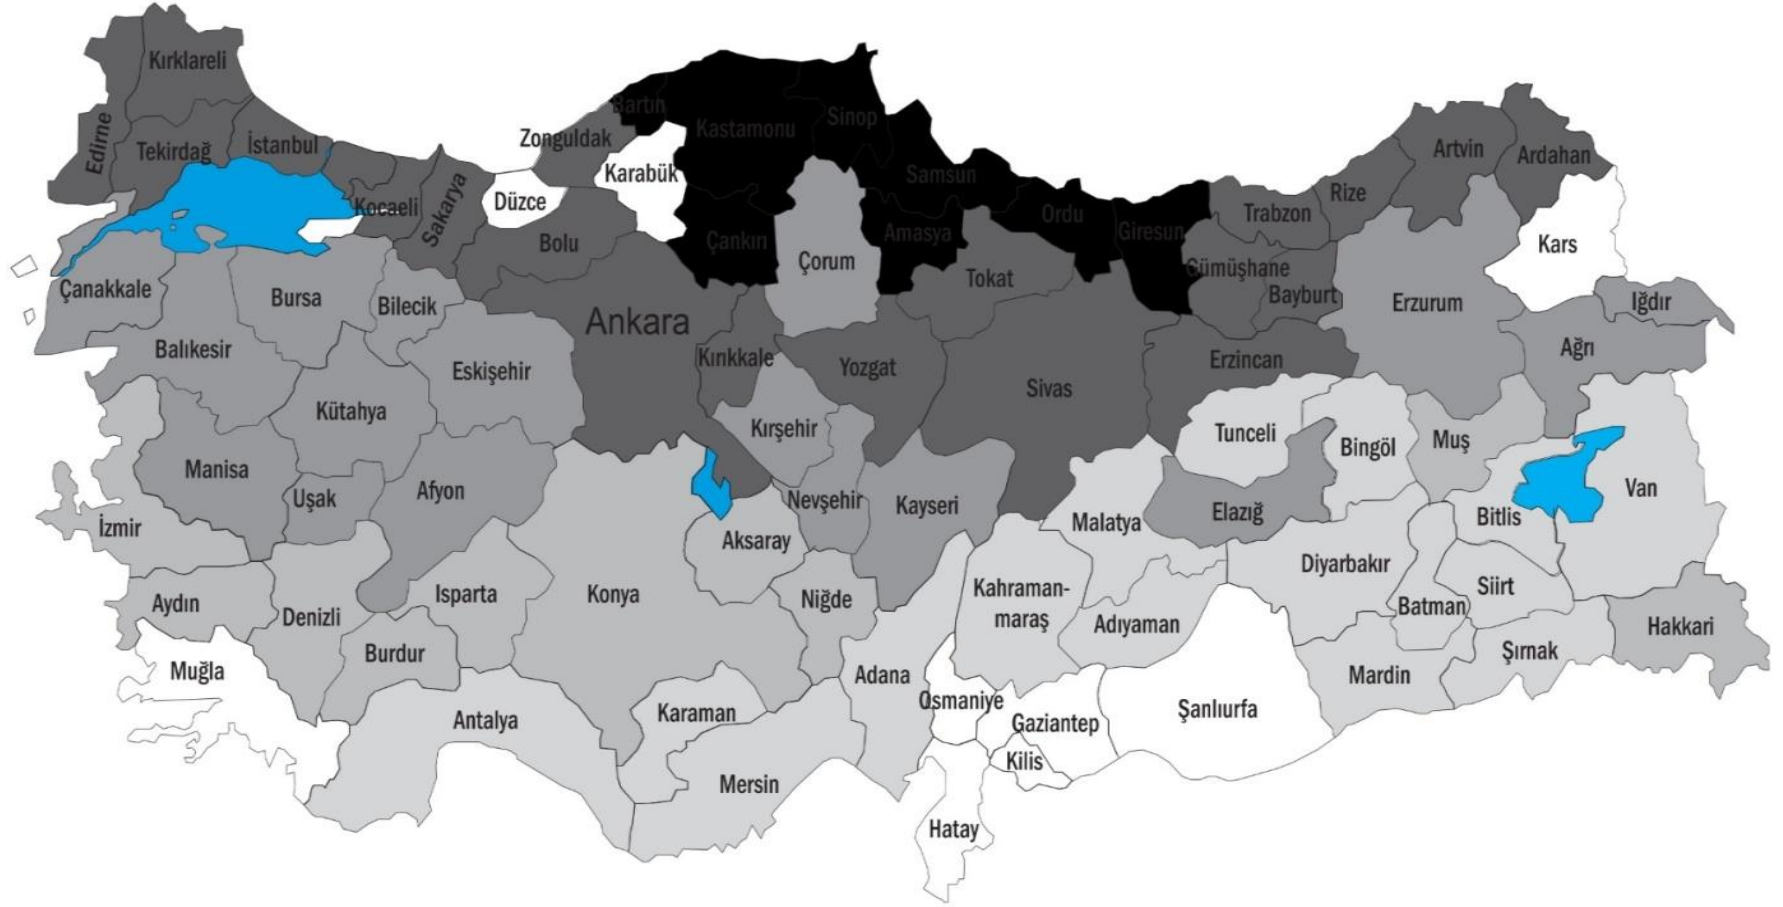 Kırklareli
Edirne
Tekirdağ
İstanbul
Kocaeli
Sakarya
Düzce
Zonguldak
Bartın
Karabük
Kastamonu
Sinop
Samsun
Çankırı
Amasya
Ordu
Giresun
Trabzon
Rize
Artvin
Ardahan
Kars
Bolu
Çorum
Tokat
Gümüşhane
Bayburt
Erzurum
Iğdır
Ağrı
Çanakkale
Bursa
Bilecik
Ankara
Balıkesir
Eskişehir
Kınkkale
Yozgat
Sivas
Erzincan
Kütahya
Kırşehir
Tunceli
Bingöl
Muş
Manisa
Uşak
Afyon
Nevşehir
Kayseri
Malatya
Elazığ
Bitlis
Van
İzmir
Aksaray
Aydın
Denizli
Isparta
Konya
Niğde
Kahraman-
maraş
Adıyaman
Diyarbakır
Batman
Siirt
Şırnak
Hakkari
Muğla
Burdur
Antalya
Karaman
Mersin
Adana
Osmaniye
Gaziantep
Kilis
Şanlıurfa
Mardin
Hatay